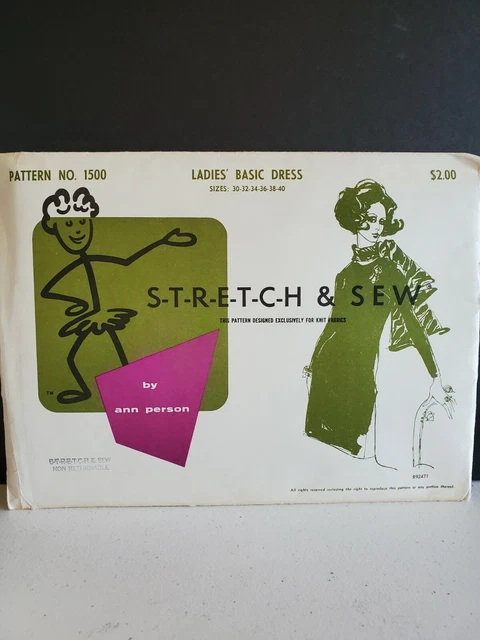 PATTERN NO. 1500
LADIES' BASIC DRESS
$2.00
SIZES: 30-32-34-36-38-40
S-T-R-E-T-C-H & SEW
THIS PATTERN DESIGNED EXCLUSIVELY FOR KNIT FABRICS
by
ann person
TM
STRETCH & SEW
NON RETURNABLE
All rights reserved including the right to reproduce this pattern or any portion thereof.